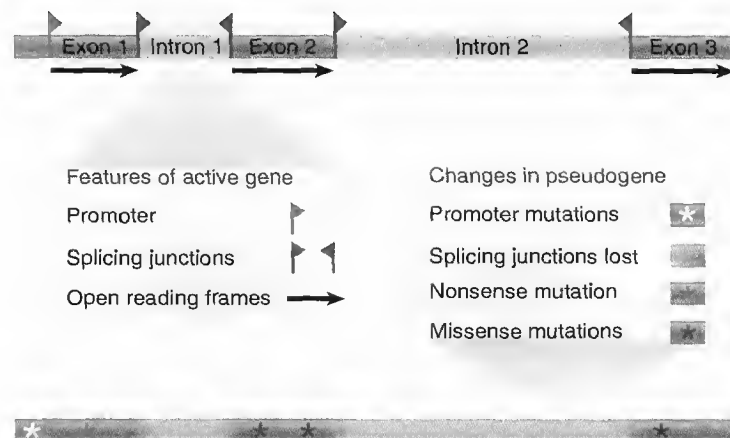 Exon 1 Intron 1 Exon 2 Intron 2 Exon 3
Features of active gene
Promoter
Splicing junctions
Open reading frames
Changes in pseudogene
Promoter mutations
Splicing junctions lost
Nonsense mutation
Missense mutations